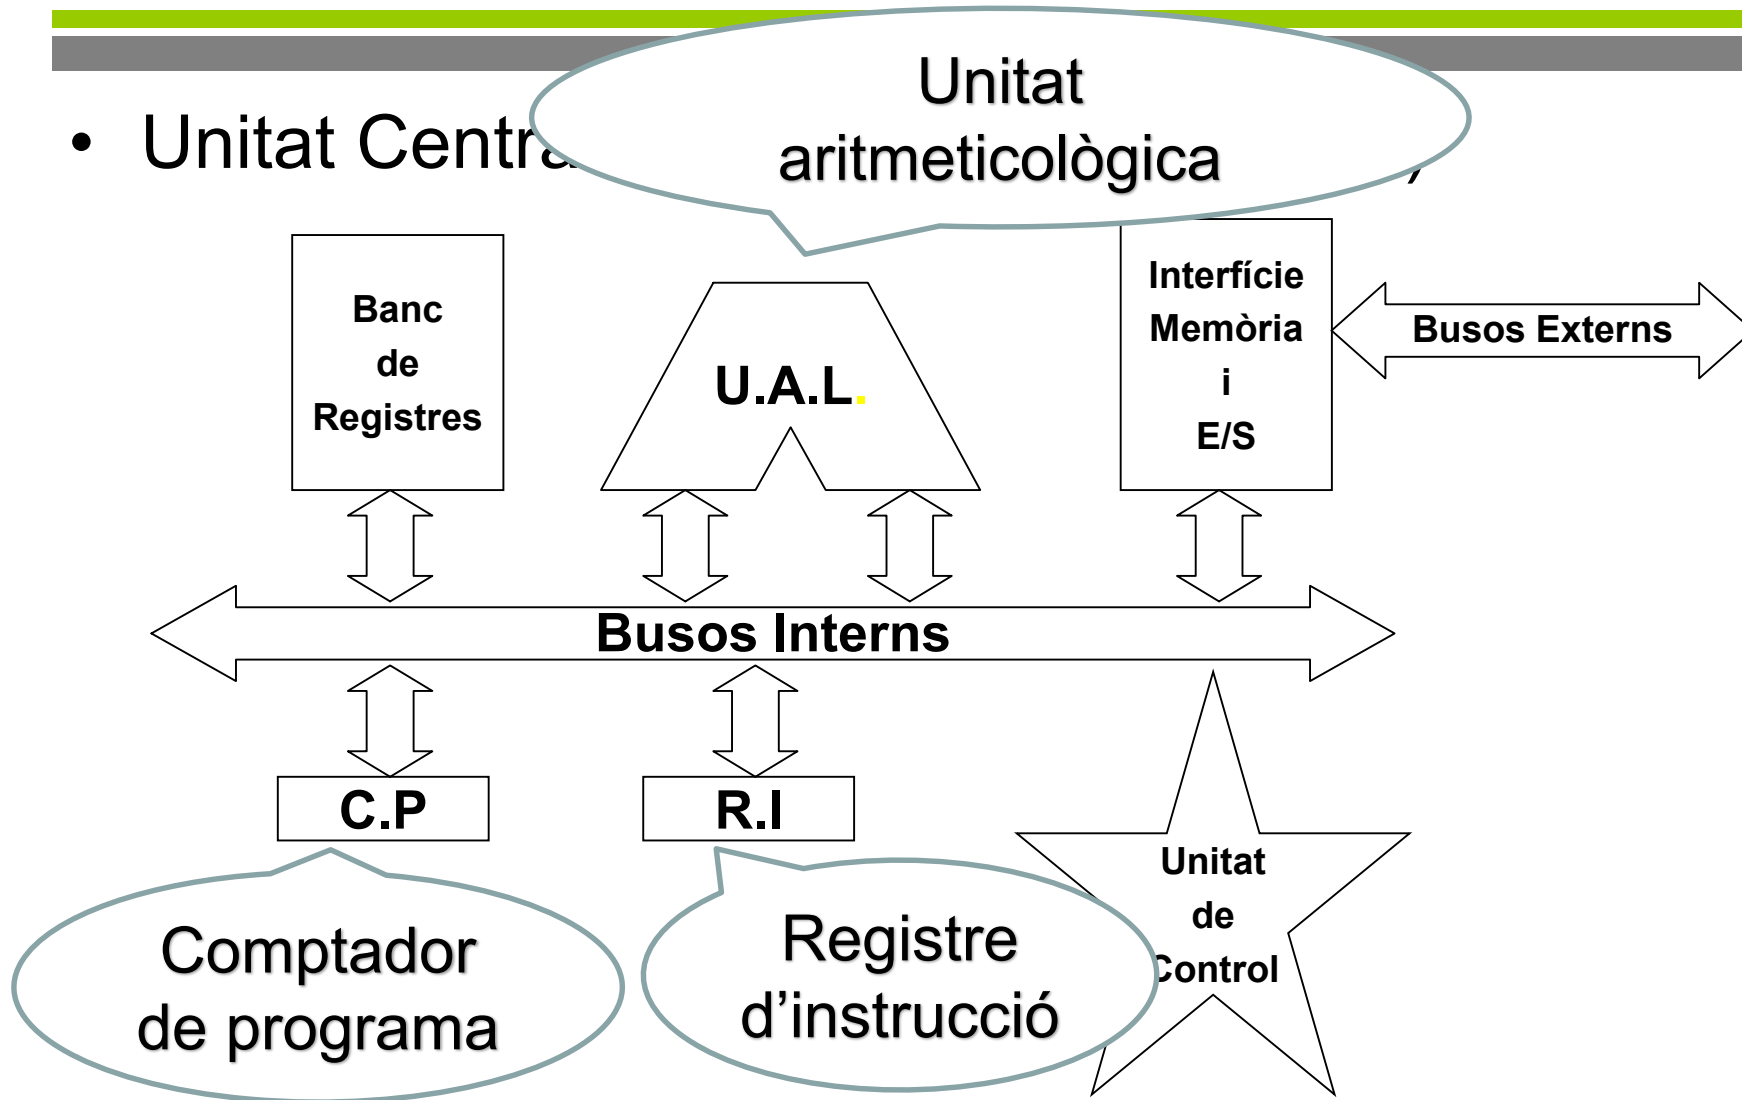 • Unitat
Unitat
aritmeticològica
Banc
de
Registres
U.A.L.
Interfície
Memòria
i
E/S
Busos Externs
Busos Interns
C.P
R.I
Unitat
de
Control
Comptador
de programa
Registre
d’instrucció